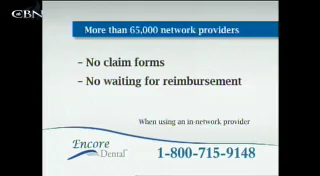 CBN
More than 65,000 network providers
– No claim forms
– No waiting for reimbursement
When using an in-network provider
Encore
Dental™
1-800-715-9148